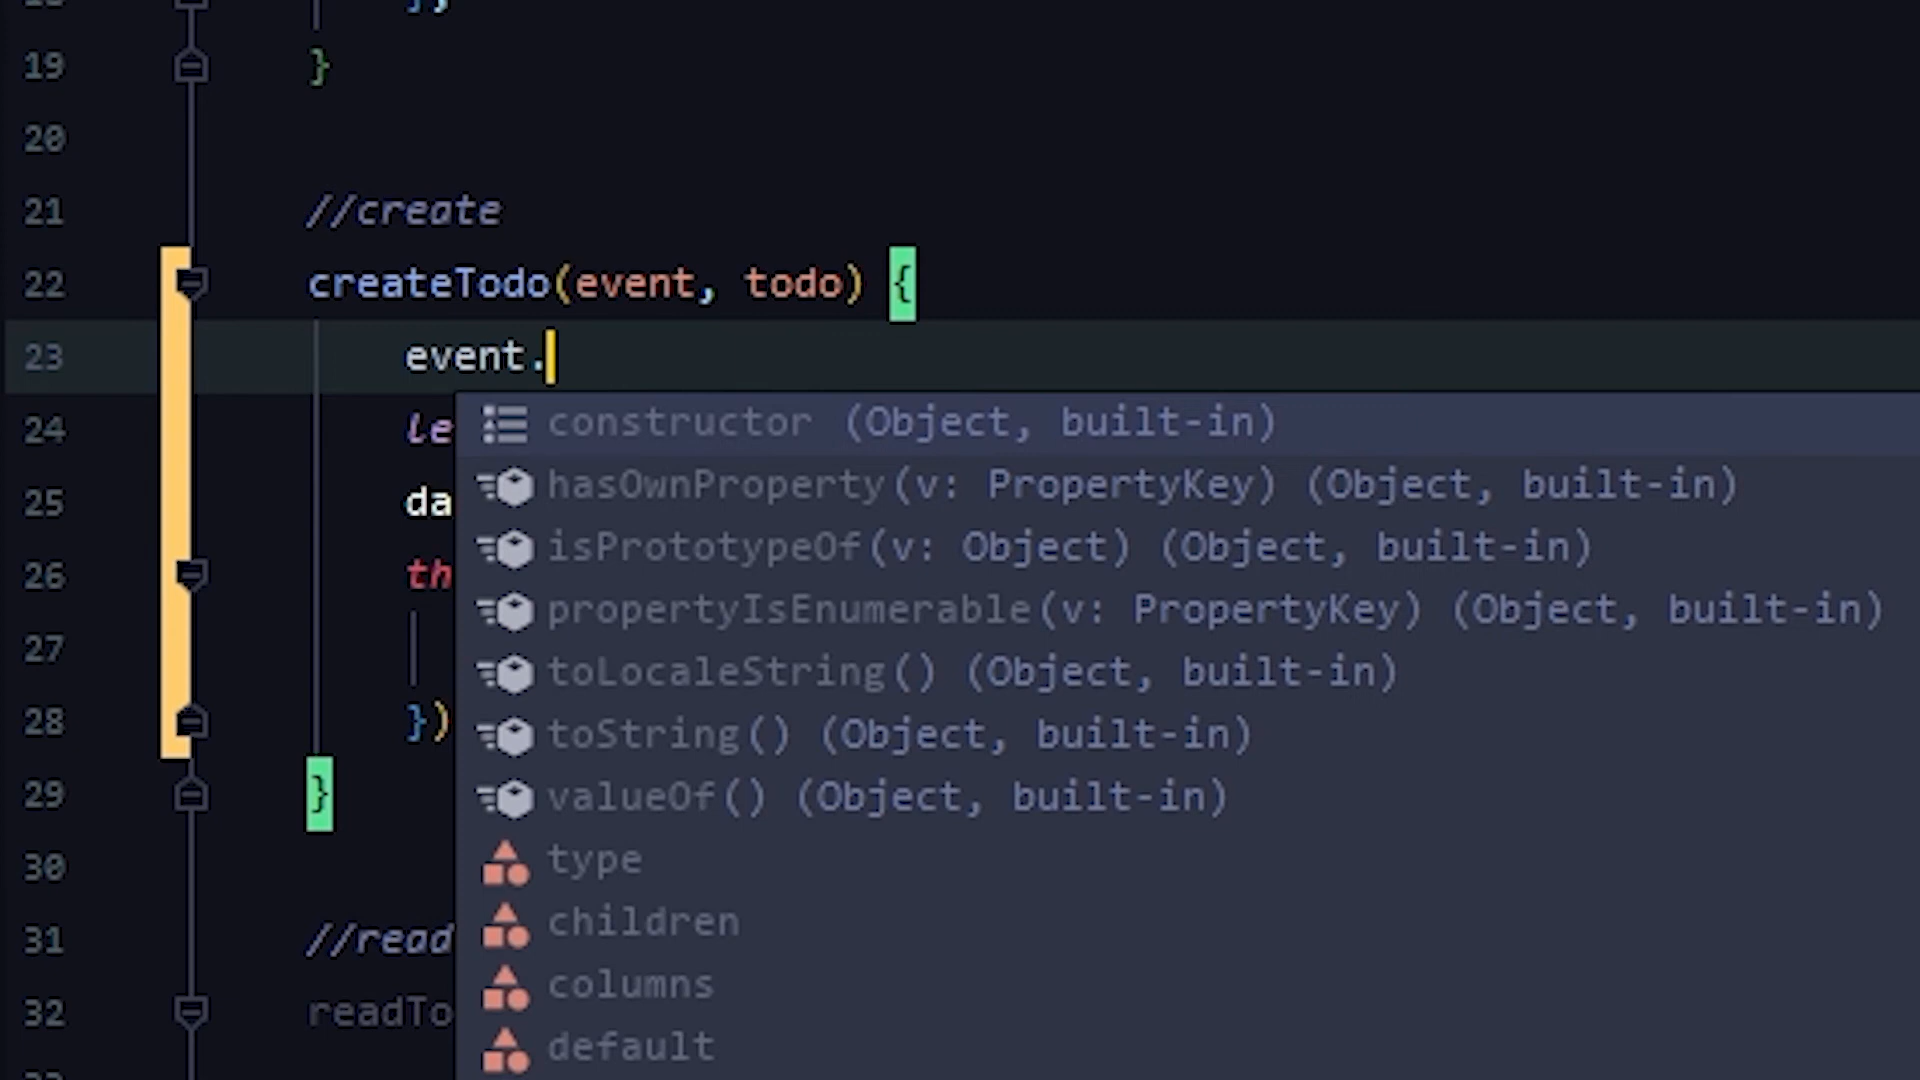 },
19 }
20
21 //create
22 createTodo(event, todo) {
23 event.
24 le
constructor (Object, built-in)
hasOwnProperty(v: PropertyKey) (Object, built-in)
25 da
26 th
isPrototypeOf(v: Object) (Object, built-in)
propertyIsEnumerable(v: PropertyKey) (Object, built-in)
27
toLocaleString() (Object, built-in)
28 })
toString() (Object, built-in)
29 }
valueOf() (Object, built-in)
30
type
31 //read
children
columns
32 readTo
default